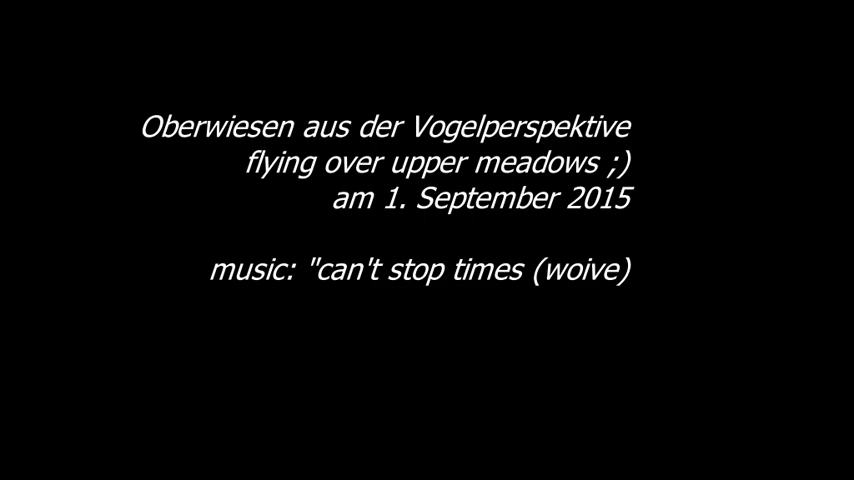 Oberwiesen aus der Vogelperspektive
flying over upper meadows ;)
am 1. September 2015
music: "can't stop times (woive)